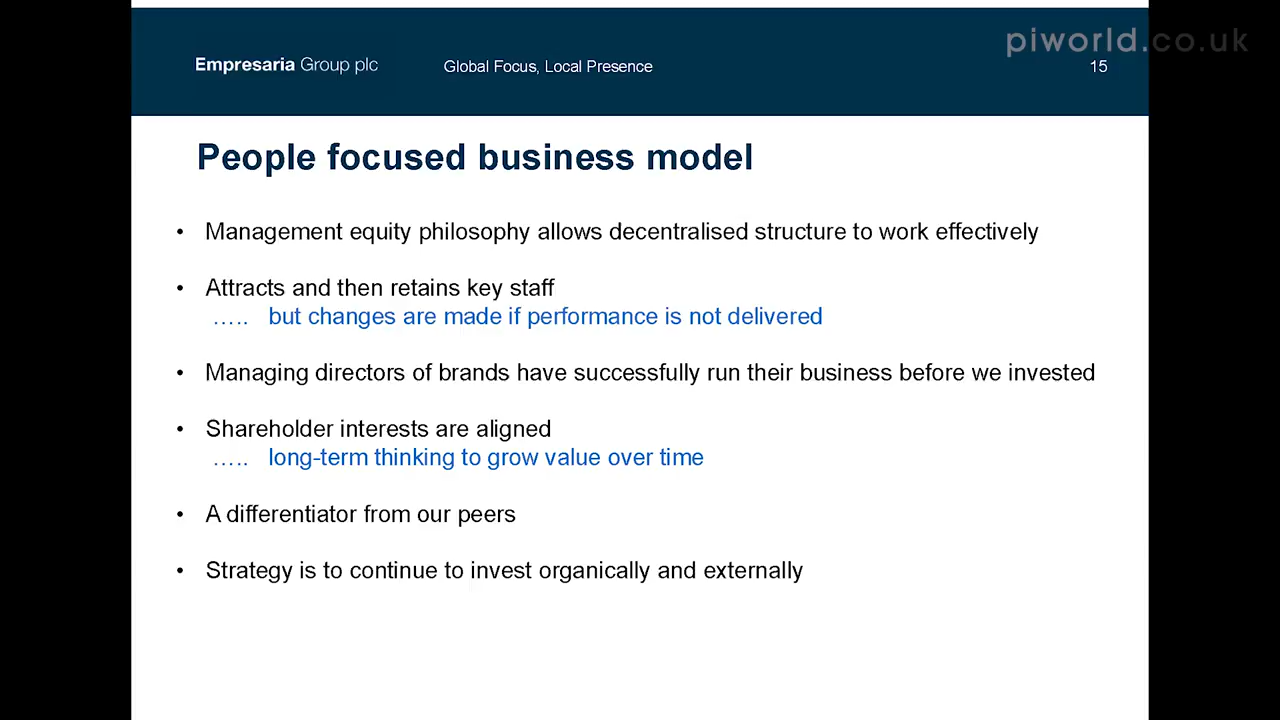 piworld.co.uk
Empresaria Group plc
Global Focus, Local Presence
15
People focused business model
• Management equity philosophy allows decentralised structure to work effectively
• Attracts and then retains key staff
..... but changes are made if performance is not delivered
• Managing directors of brands have successfully run their business before we invested
• Shareholder interests are aligned
..... long-term thinking to grow value over time
• A differentiator from our peers
• Strategy is to continue to invest organically and externally